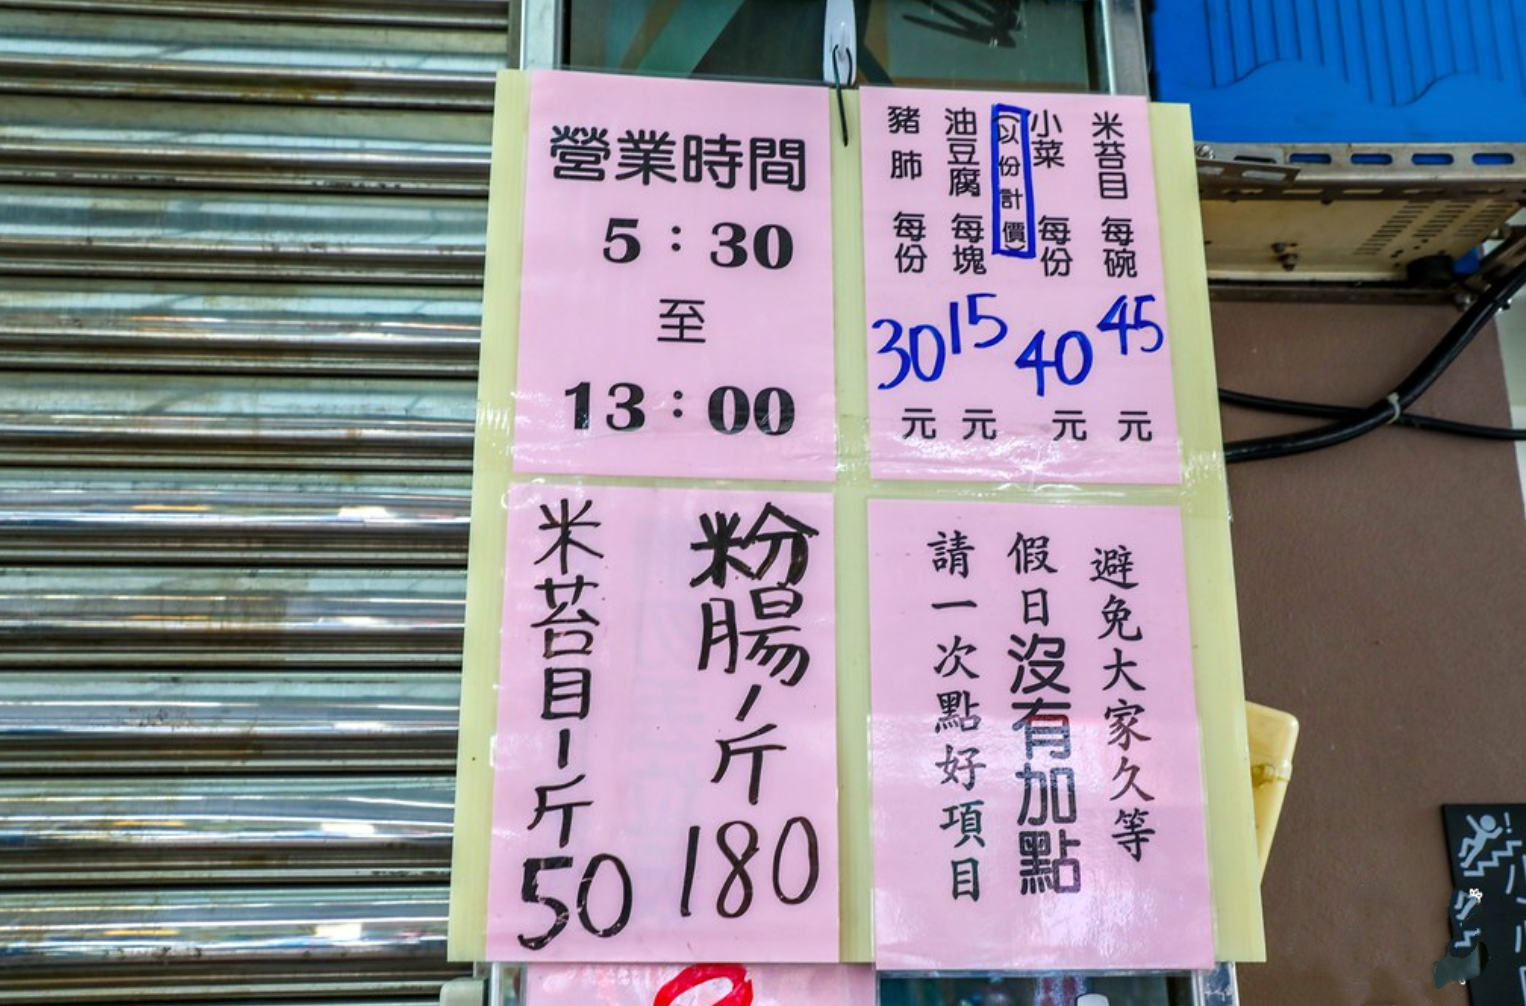 營業時間
5:30
至
13:00
米苔目 每碗 45 元
小菜 每份 40 元
(以份計價)
油豆腐 每塊 15 元
豬肺 每份 30 元
粉腸1斤180
米苔目1斤50
避免大家久等
假日沒有加點
請一次點好項目